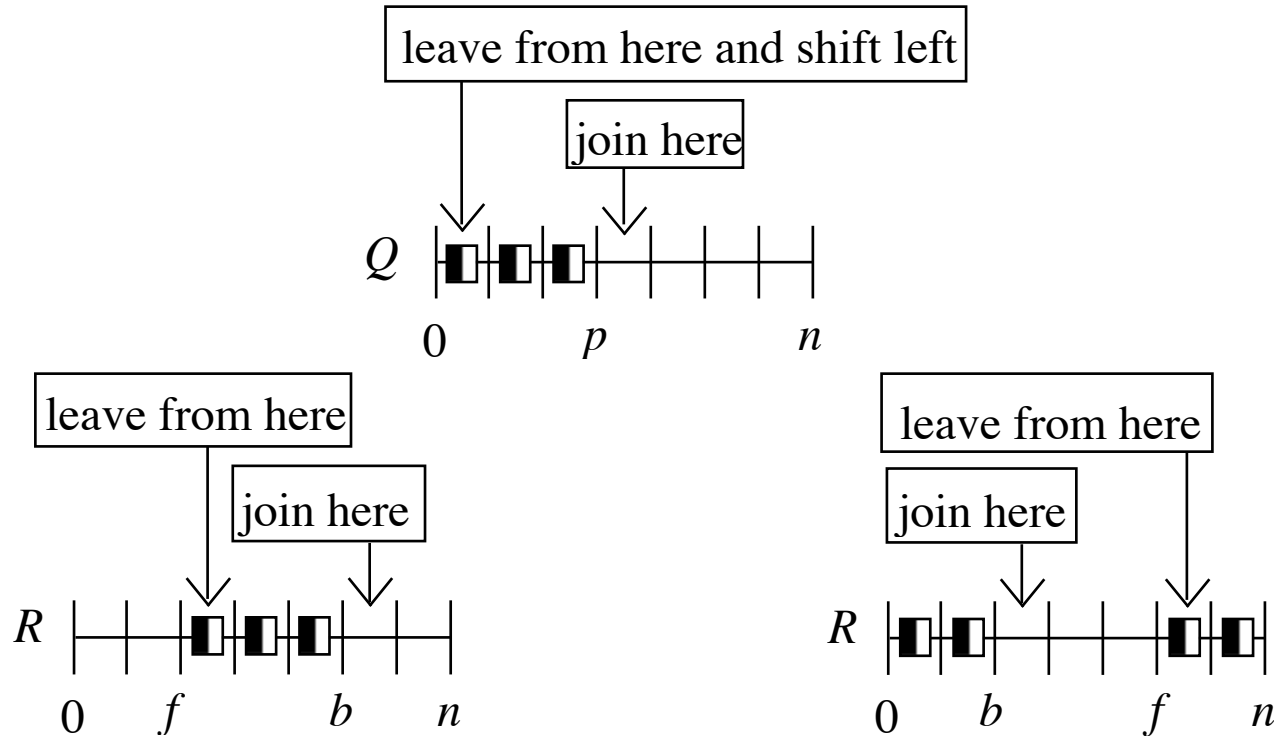 leave from here and shift left
join here
Q
0 p n
leave from here
join here
R
0 f b n
leave from here
join here
R
0 b f n